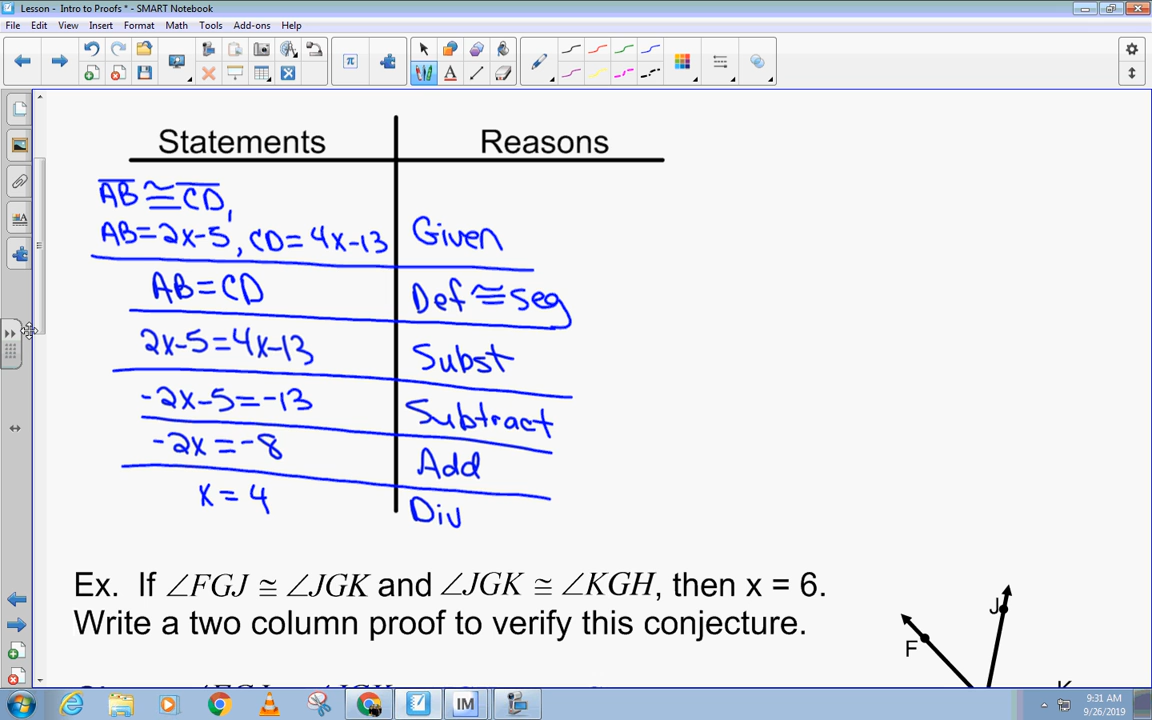 Lesson - Intro to Proofs * - SMART Notebook
File Edit View Insert Format Math Tools Add-ons Help
Statements Reasons
AB ≅ CD,
AB=2x-5, CD=4x-13 Given
AB=CD Def ≅ seg
2x-5=4x-13 Subst
-2x-5=-13 Subtract
-2x=-8 Add
x=4 Div
Ex. If ∠FGJ ≅ ∠JGK and ∠JGK ≅ ∠KGH, then x = 6.
Write a two column proof to verify this conjecture.
J
F
K
IM
9:31 AM
9/26/2019